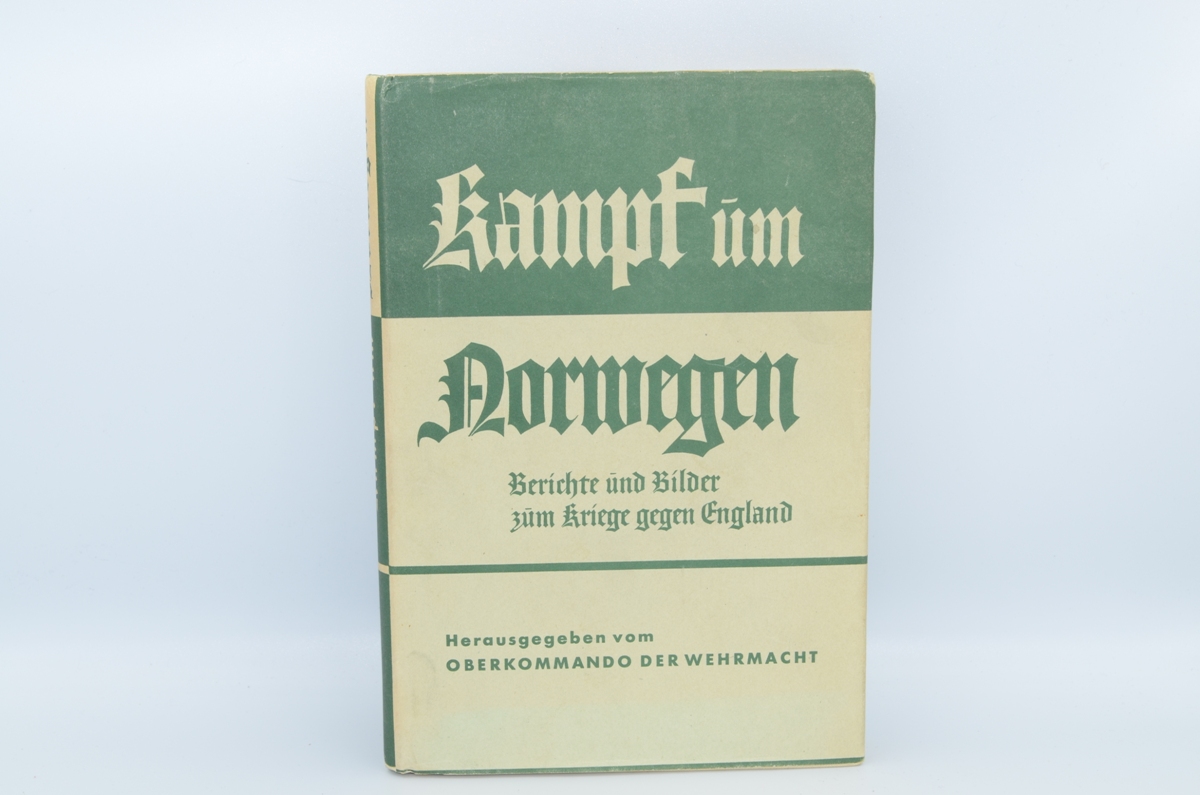 Kampf um
Norwegen
Berichte und Bilder
zum Kriege gegen England
Herausgegeben vom
OBERKOMMANDO DER WEHRMACHT